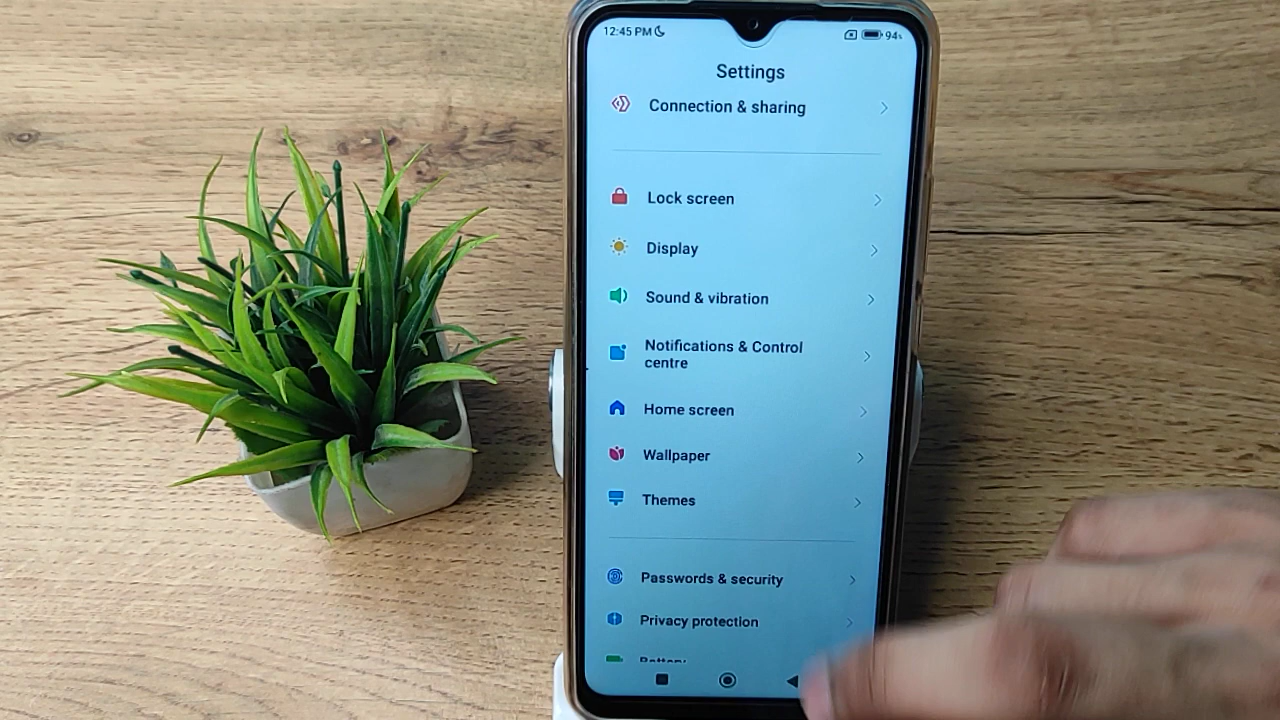 12:45 PM
94%
Settings
Connection & sharing
Lock screen
Display
Sound & vibration
Notifications & Control
centre
Home screen
Wallpaper
Themes
Passwords & security
Privacy protection
Battery